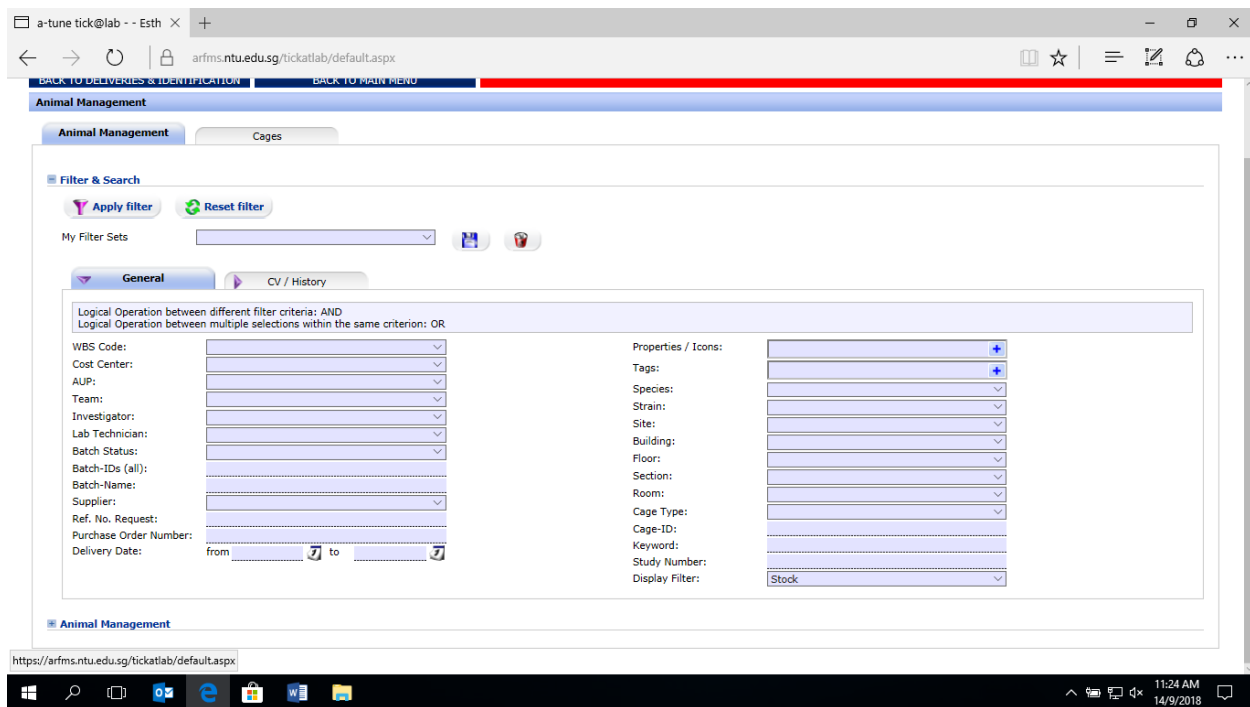 a-tune tick@lab - - Esth
arfms.ntu.edu.sg/tickatlab/default.aspx
BACK TO DELIVERIES & IDENTIFICATION BACK TO MAIN MENU
Animal Management
Animal Management Cages
Filter & Search
Apply filter Reset filter
My Filter Sets
General CV / History
Logical Operation between different filter criteria: AND
Logical Operation between multiple selections within the same criterion: OR
WBS Code:
Cost Center:
AUP:
Team:
Investigator:
Lab Technician:
Batch Status:
Batch-IDs (all):
Batch-Name:
Supplier:
Ref. No. Request:
Purchase Order Number:
Delivery Date: from 7 to 7
Properties / Icons:
Tags:
Species:
Strain:
Site:
Building:
Floor:
Section:
Room:
Cage Type:
Cage-ID:
Keyword:
Study Number:
Display Filter: Stock
Animal Management
https://arfms.ntu.edu.sg/tickatlab/default.aspx
11:24 AM
14/9/2018